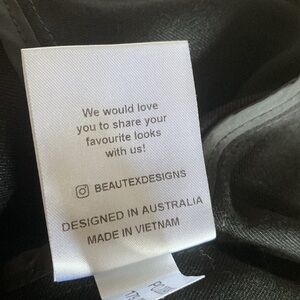 We would love
you to share your
favourite looks
with us!
BEAUTEXDESIGNS
DESIGNED IN AUSTRALIA
MADE IN VIETNAM